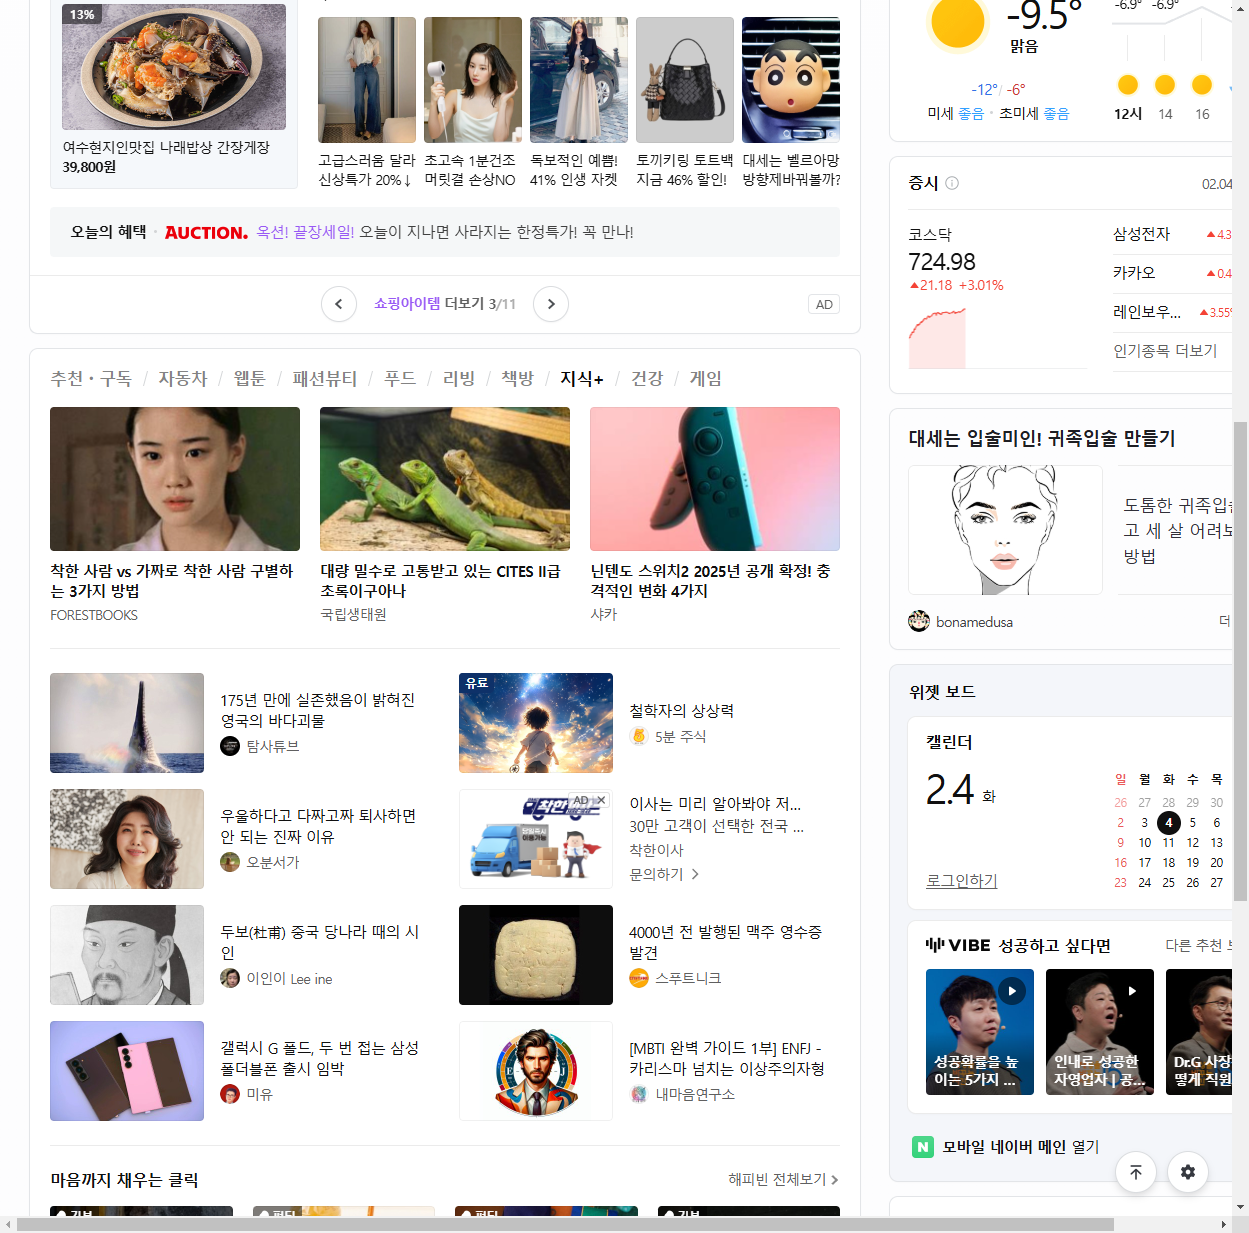 13%
여수현지인맛집 나래밥상 간장게장
39,800원
고급스러움 달라
신상특가 20%↓
초고속 1분건조
머릿결 손상NO
독보적인 예쁨!
41% 인생 자켓
토끼키링 토트백
지금 46% 할인!
대세는 벨르아망
방향제바꿔볼까?
오늘의 혜택 · AUCTION. 옥션! 끝장세일! 오늘이 지나면 사라지는 한정특가! 꼭 만나!
쇼핑아이템 더보기 3/11
AD
추천·구독 / 자동차 / 웹툰 / 패션뷰티 / 푸드 / 리빙 / 책방 / 지식+ / 건강 / 게임
착한 사람 vs 가짜로 착한 사람 구별하
는 3가지 방법
FORESTBOOKS
대량 밀수로 고통받고 있는 CITES II급
초록이구아나
국립생태원
닌텐도 스위치2 2025년 공개 확정! 충
격적인 변화 4가지
샤카
175년 만에 실존했음이 밝혀진
영국의 바다괴물
탐사튜브
유료
철학자의 상상력
5분 주식
우울하다고 다짜고짜 퇴사하면
안 되는 진짜 이유
오분서가
AD
이사는 미리 알아봐야 저...
30만 고객이 선택한 전국 ...
착한이사
문의하기
두보(杜甫) 중국 당나라 때의 시
인
이인이 Lee ine
4000년 전 발행된 맥주 영수증
발견
스푸트니크
갤럭시 G 폴드, 두 번 접는 삼성
폴더블폰 출시 임박
미유
[MBTI 완벽 가이드 1부] ENFJ -
카리스마 넘치는 이상주의자형
내마음연구소
마음까지 채우는 클릭
해피빈 전체보기
-9.5°
맑음
-12° / -6°
미세 좋음 · 초미세 좋음
-6.9° -6.9°
12시 14 16
증시
02.04
코스닥
724.98
▲21.18 +3.01%
삼성전자 ▲4.3
카카오 ▲0.4
레인보우... ▲3.55%
인기종목 더보기
대세는 입술미인! 귀족입술 만들기
도톰한 귀족입술
고 세 살 어려보
방법
bonamedusa
더
위젯 보드
캘린더
2.4 화
로그인하기
일 월 화 수 목
26 27 28 29 30
2 3 4 5 6
9 10 11 12 13
16 17 18 19 20
23 24 25 26 27
VIBE 성공하고 싶다면
다른 추천 보
성공확률을 높
이는 5가지 ...
인내로 성공한
자영업자 | 공...
Dr.G 사장
떻게 직원
N 모바일 네이버 메인 열기